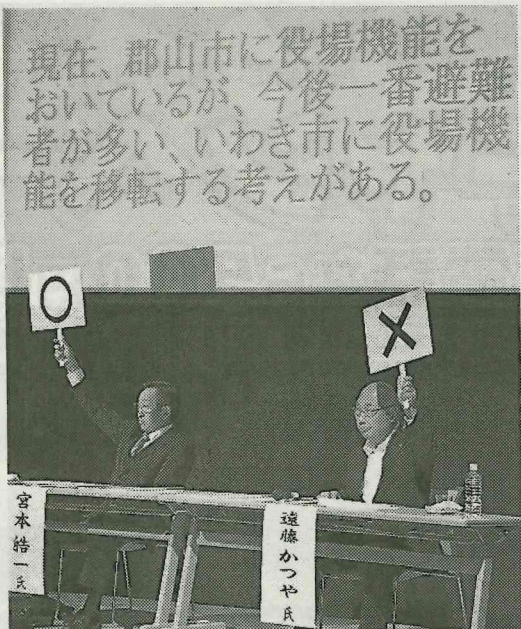 現在、郡山市に役場機能を
おいているが、今後一番避難
者が多い、いわき市に役場機
能を移転する考えがある。
○
×
宮本皓一氏
遠藤かつや氏